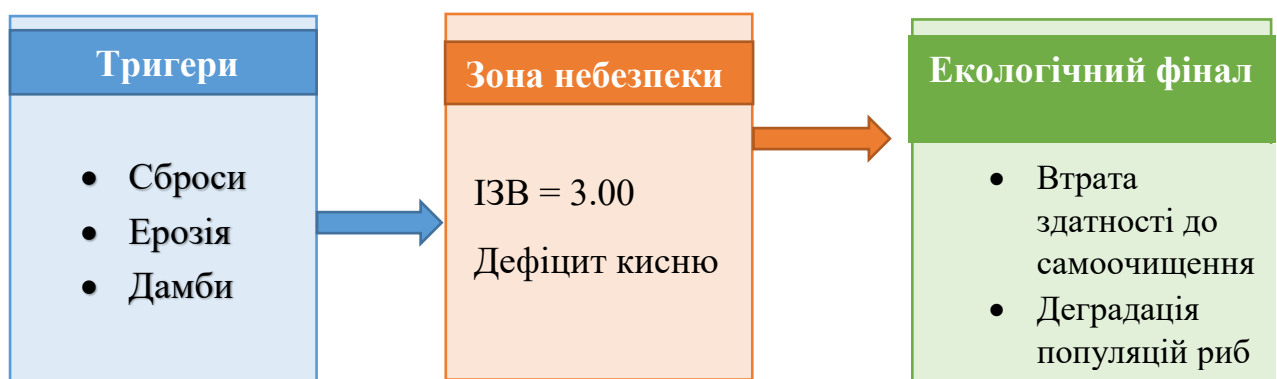 Тригери
• Сброси
• Ерозія
• Дамби
Зона небезпеки
ІЗВ = 3.00
Дефіцит кисню
Екологічний фінал
• Втрата
здатності до
самоочищення
• Деградація
популяцій риб